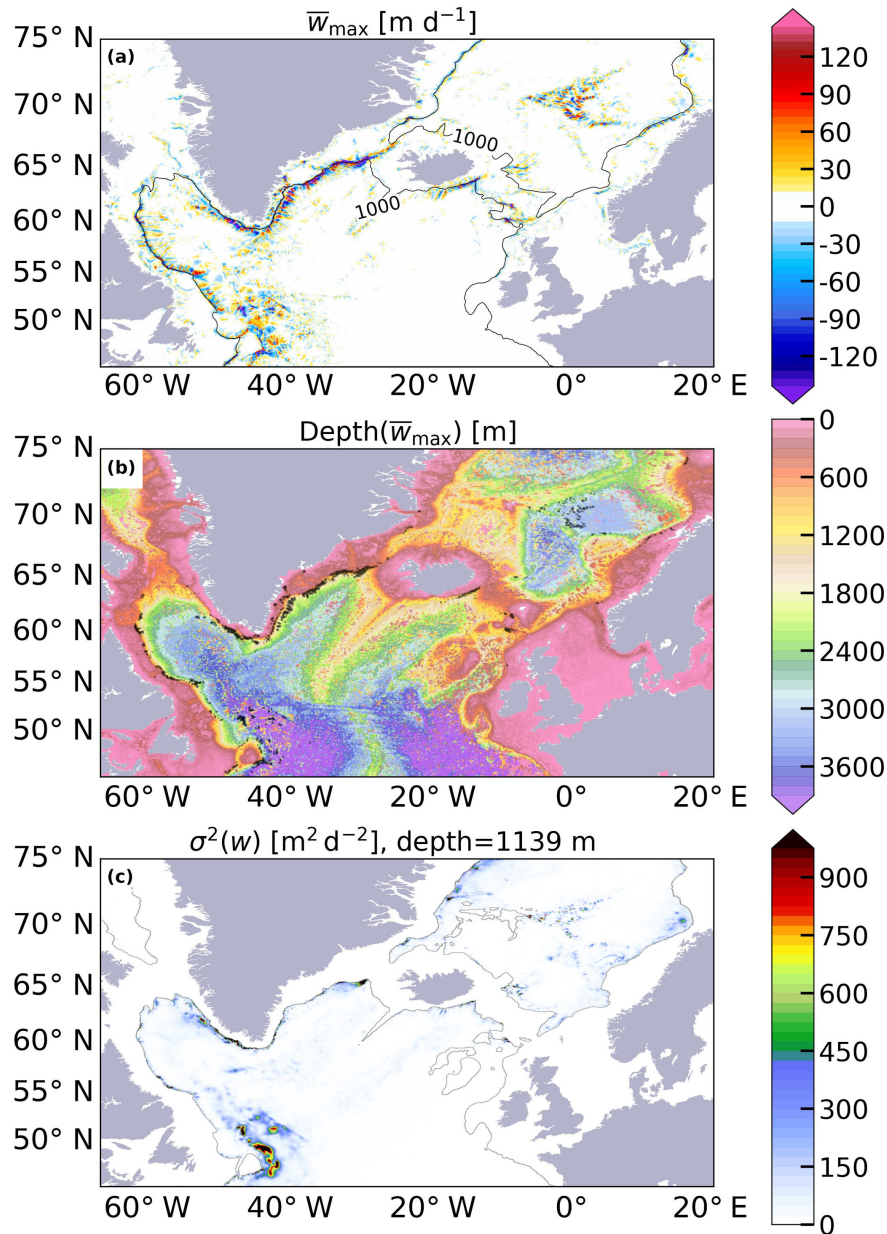 w̅max [m d⁻¹]
(a)
75° N
70° N
65° N
60° N
55° N
50° N
1000
1000
60° W 40° W 20° W 0° 20° E
120
90
60
30
0
-30
-60
-90
-120
Depth(w̅max) [m]
(b)
75° N
70° N
65° N
60° N
55° N
50° N
60° W 40° W 20° W 0° 20° E
0
600
1200
1800
2400
3000
3600
σ²(w) [m² d⁻²], depth=1139 m
(c)
75° N
70° N
65° N
60° N
55° N
50° N
60° W 40° W 20° W 0° 20° E
900
750
600
450
300
150
0